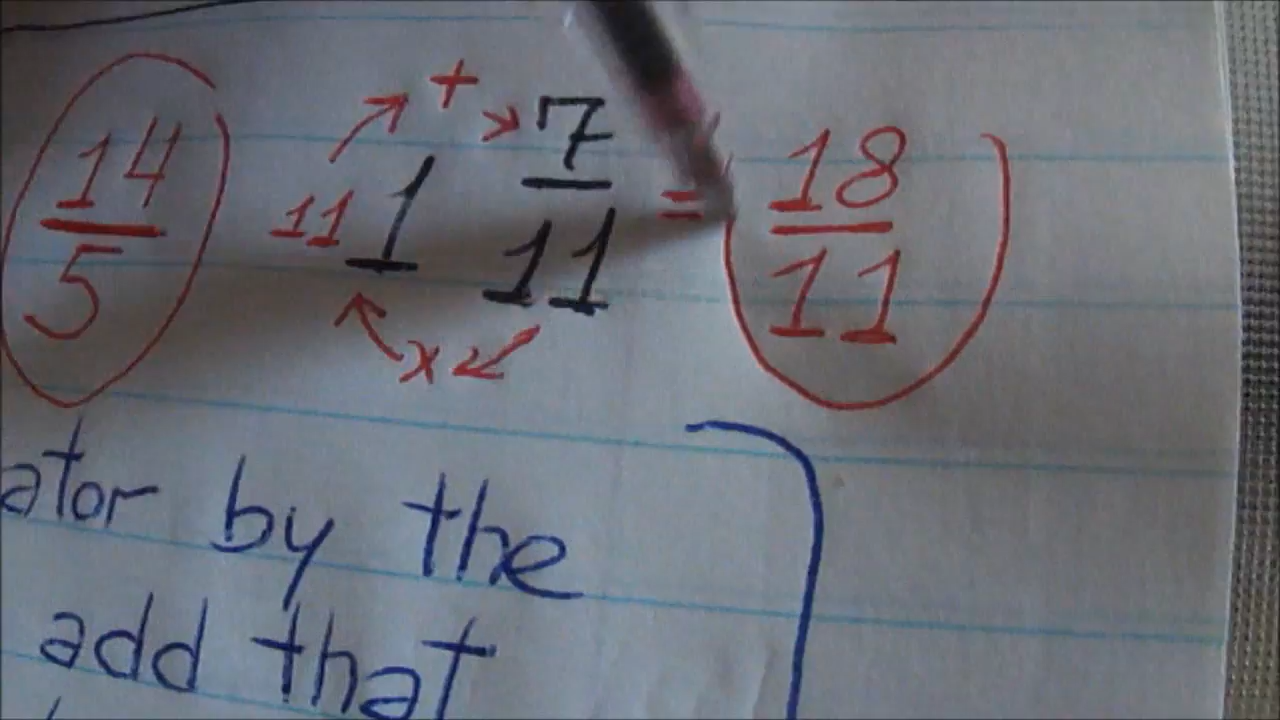 14/5 11 1 7/11 = 18/11
+
x
ator by the
add that